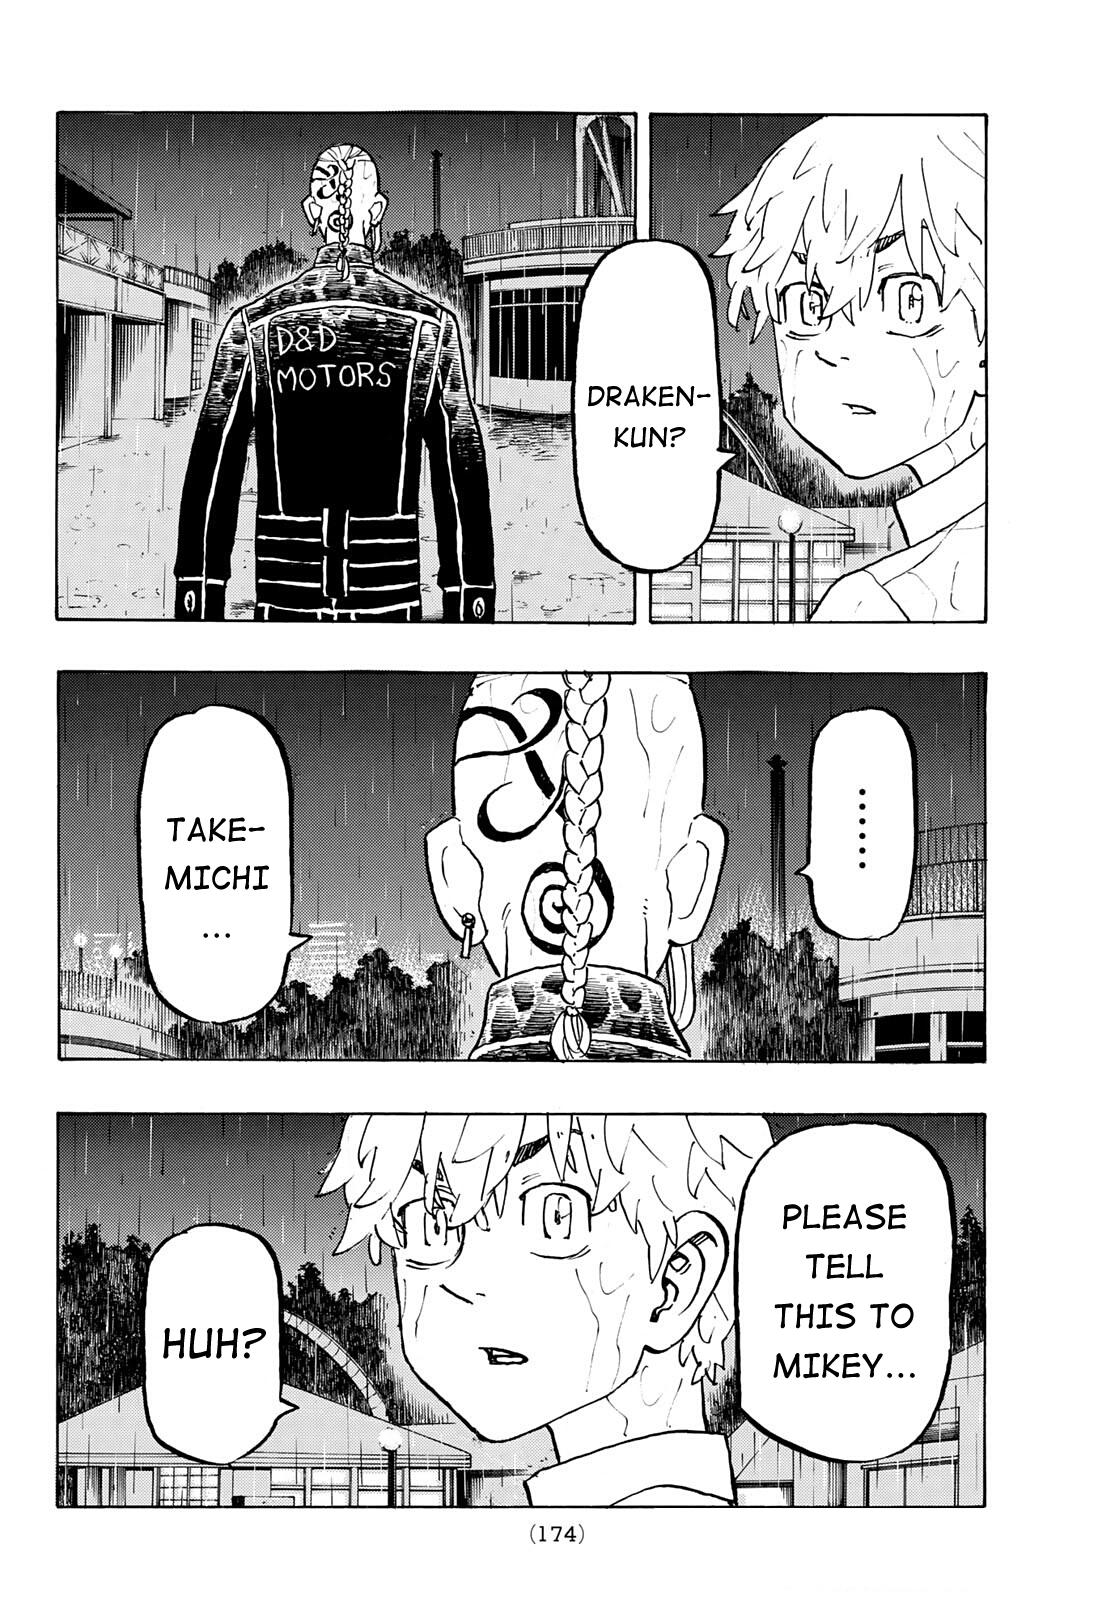 DRAKEN-
KUN?
D&D
MOTORS
......
TAKE-
MICHI
...
PLEASE
TELL
THIS TO
MIKEY...
HUH?
(174)